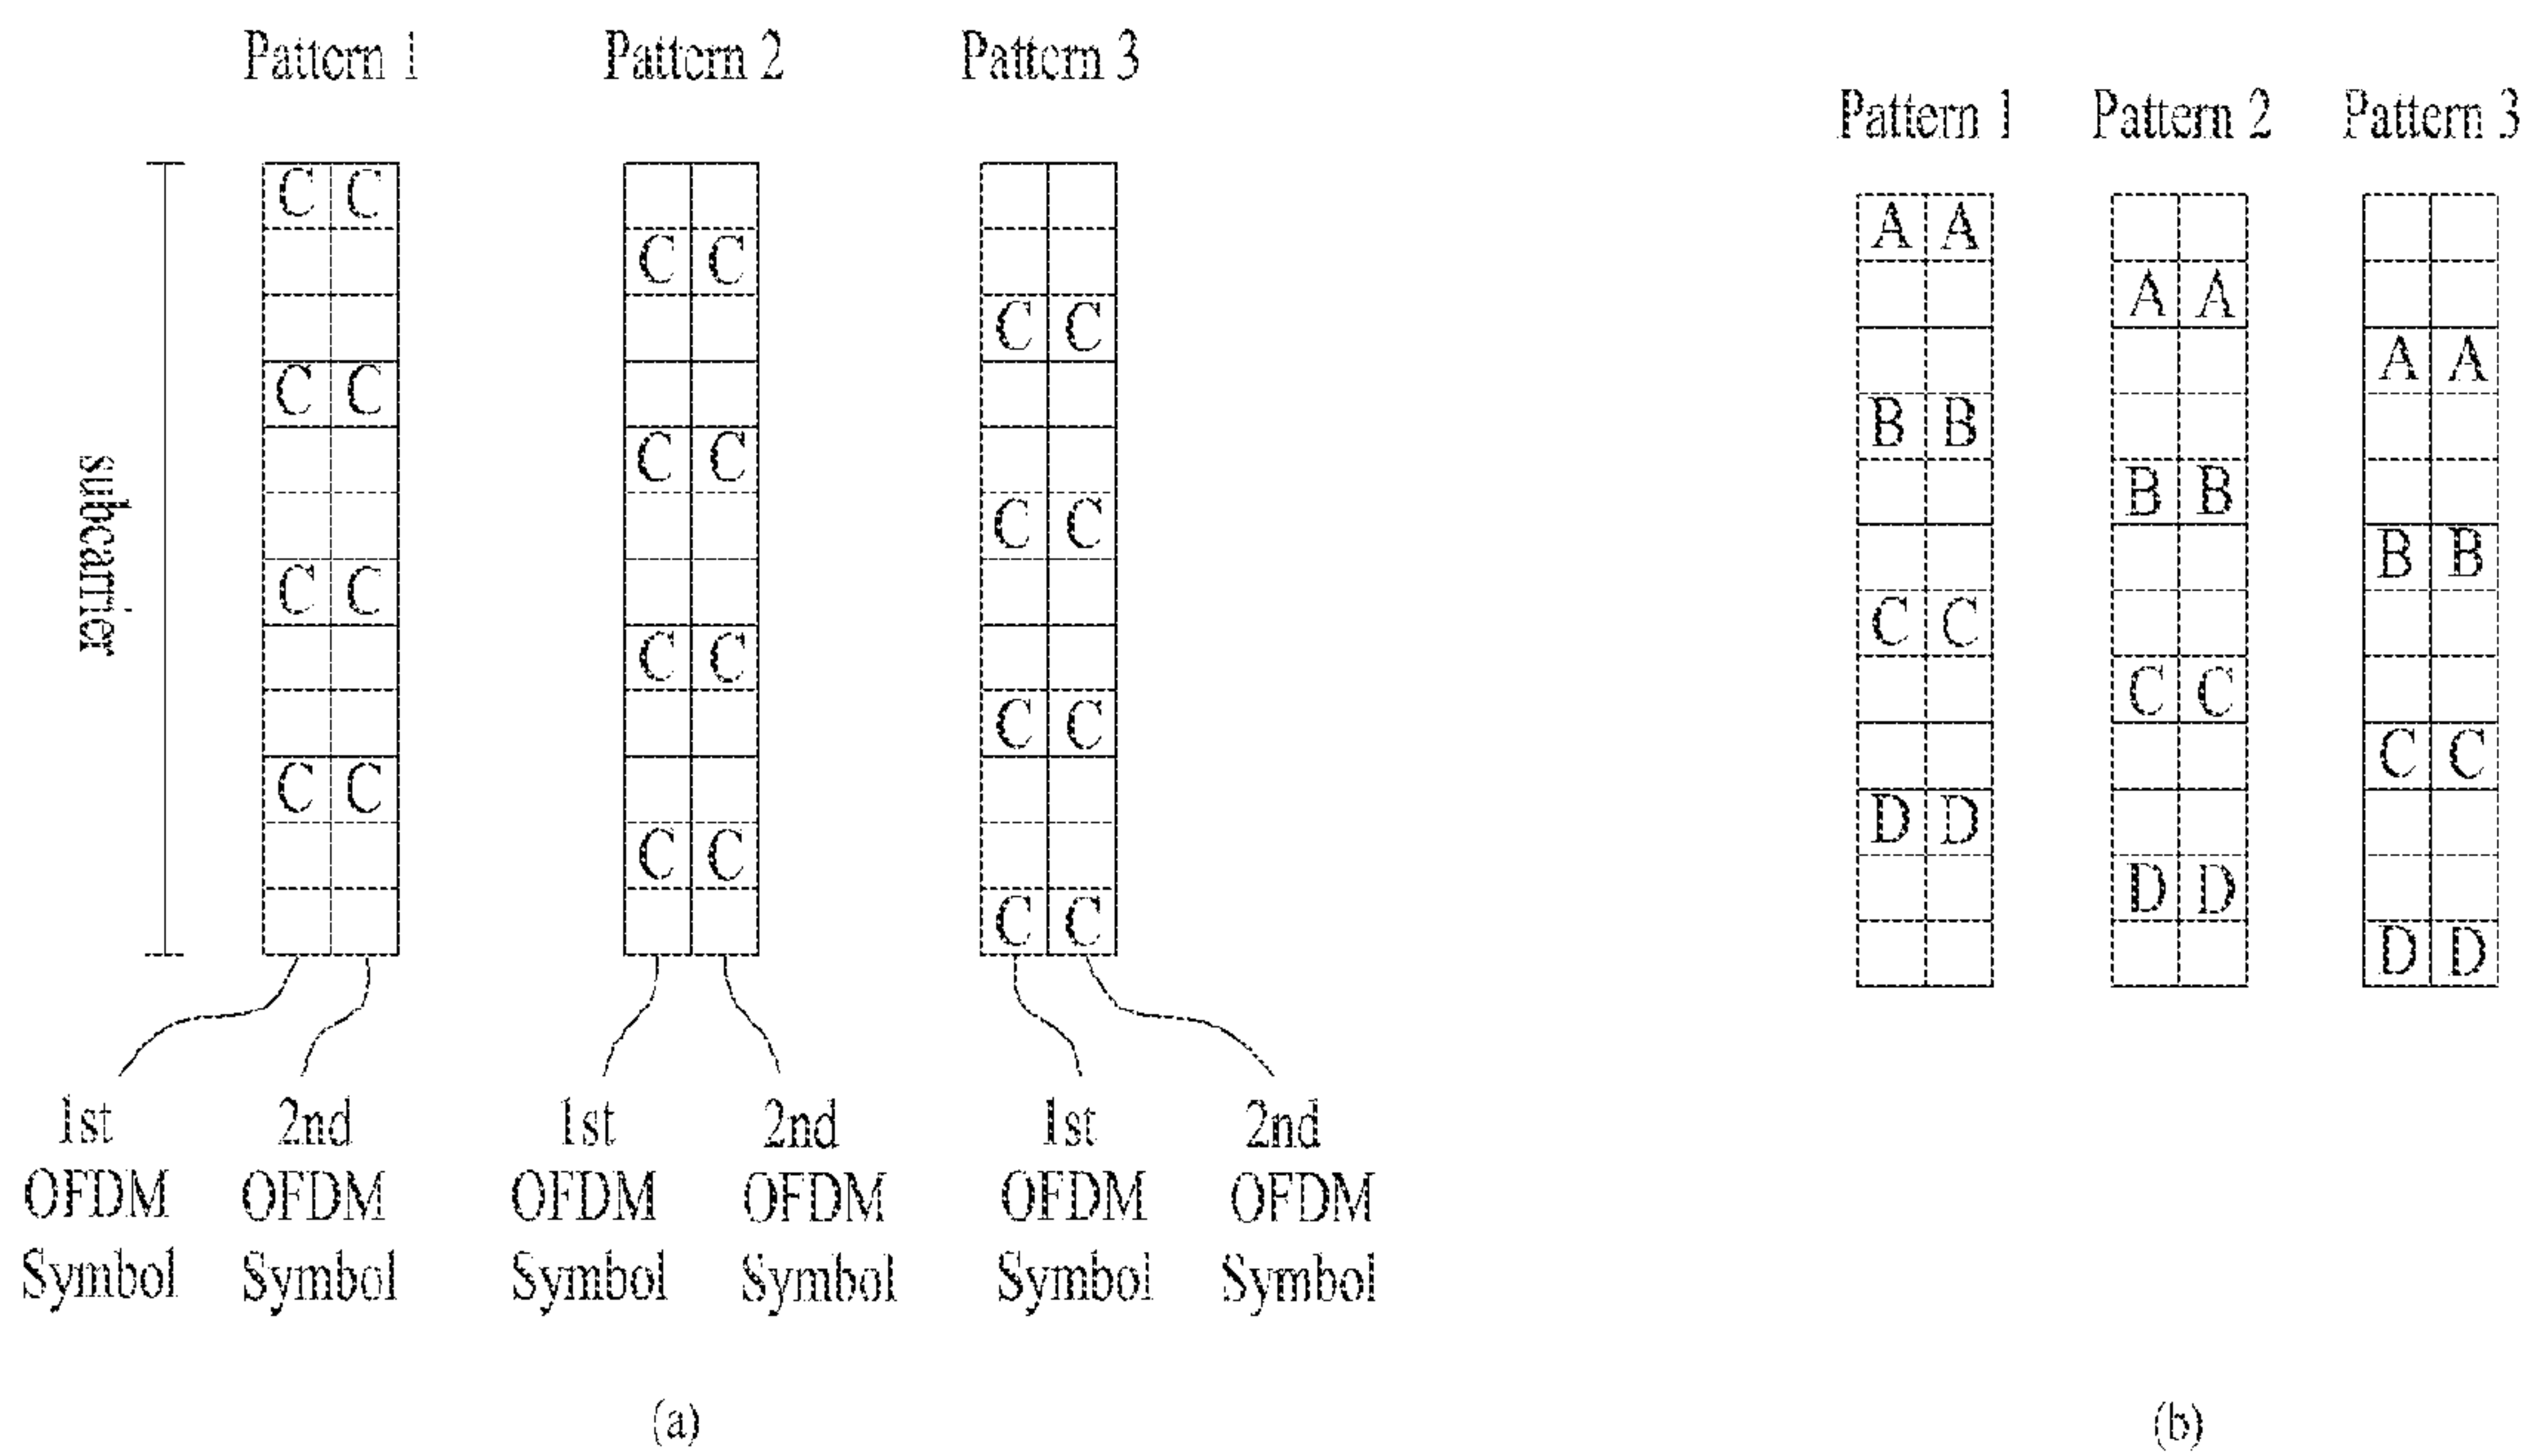 Pattern 1 Pattern 2 Pattern 3
C C
C C
C C
C C
C C
C C
C C
C C
C C
C C
C C
C C
subcarrier
1st OFDM Symbol
2nd OFDM Symbol
1st OFDM Symbol
2nd OFDM Symbol
1st OFDM Symbol
2nd OFDM Symbol
(a)
Pattern 1 Pattern 2 Pattern 3
A A
B B
C C
D D
A A
B B
C C
D D
A A
B B
C C
D D
(b)